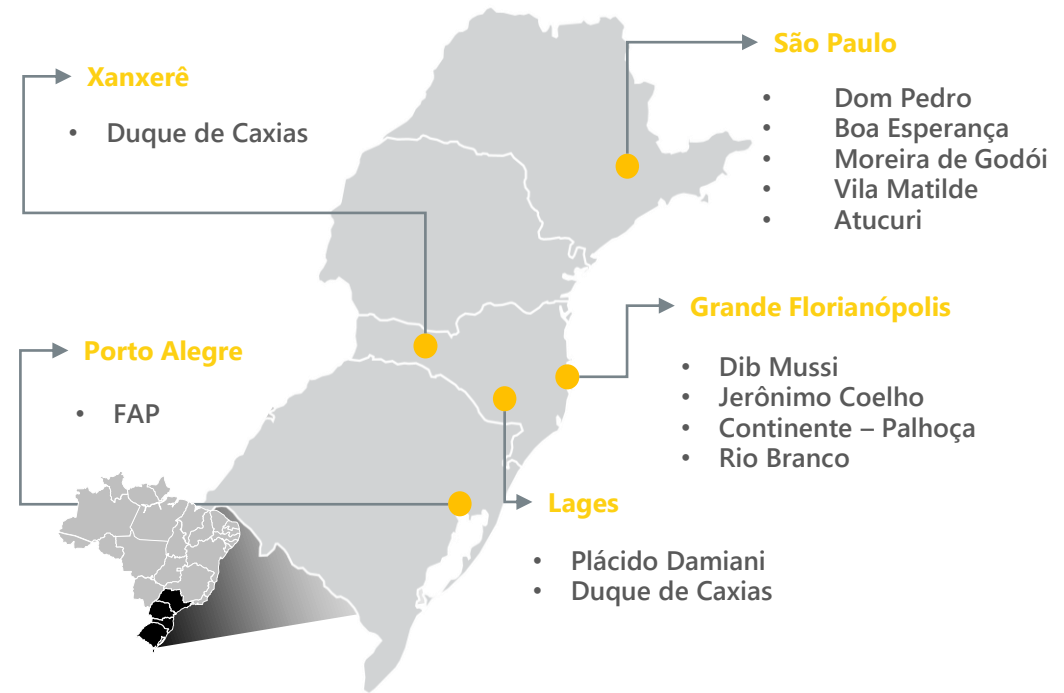 São Paulo
• Dom Pedro
• Boa Esperança
• Moreira de Godói
• Vila Matilde
• Atucuri
Xanxerê
• Duque de Caxias
Grande Florianópolis
• Dib Mussi
• Jerônimo Coelho
• Continente – Palhoça
• Rio Branco
Porto Alegre
• FAP
Lages
• Plácido Damiani
• Duque de Caxias